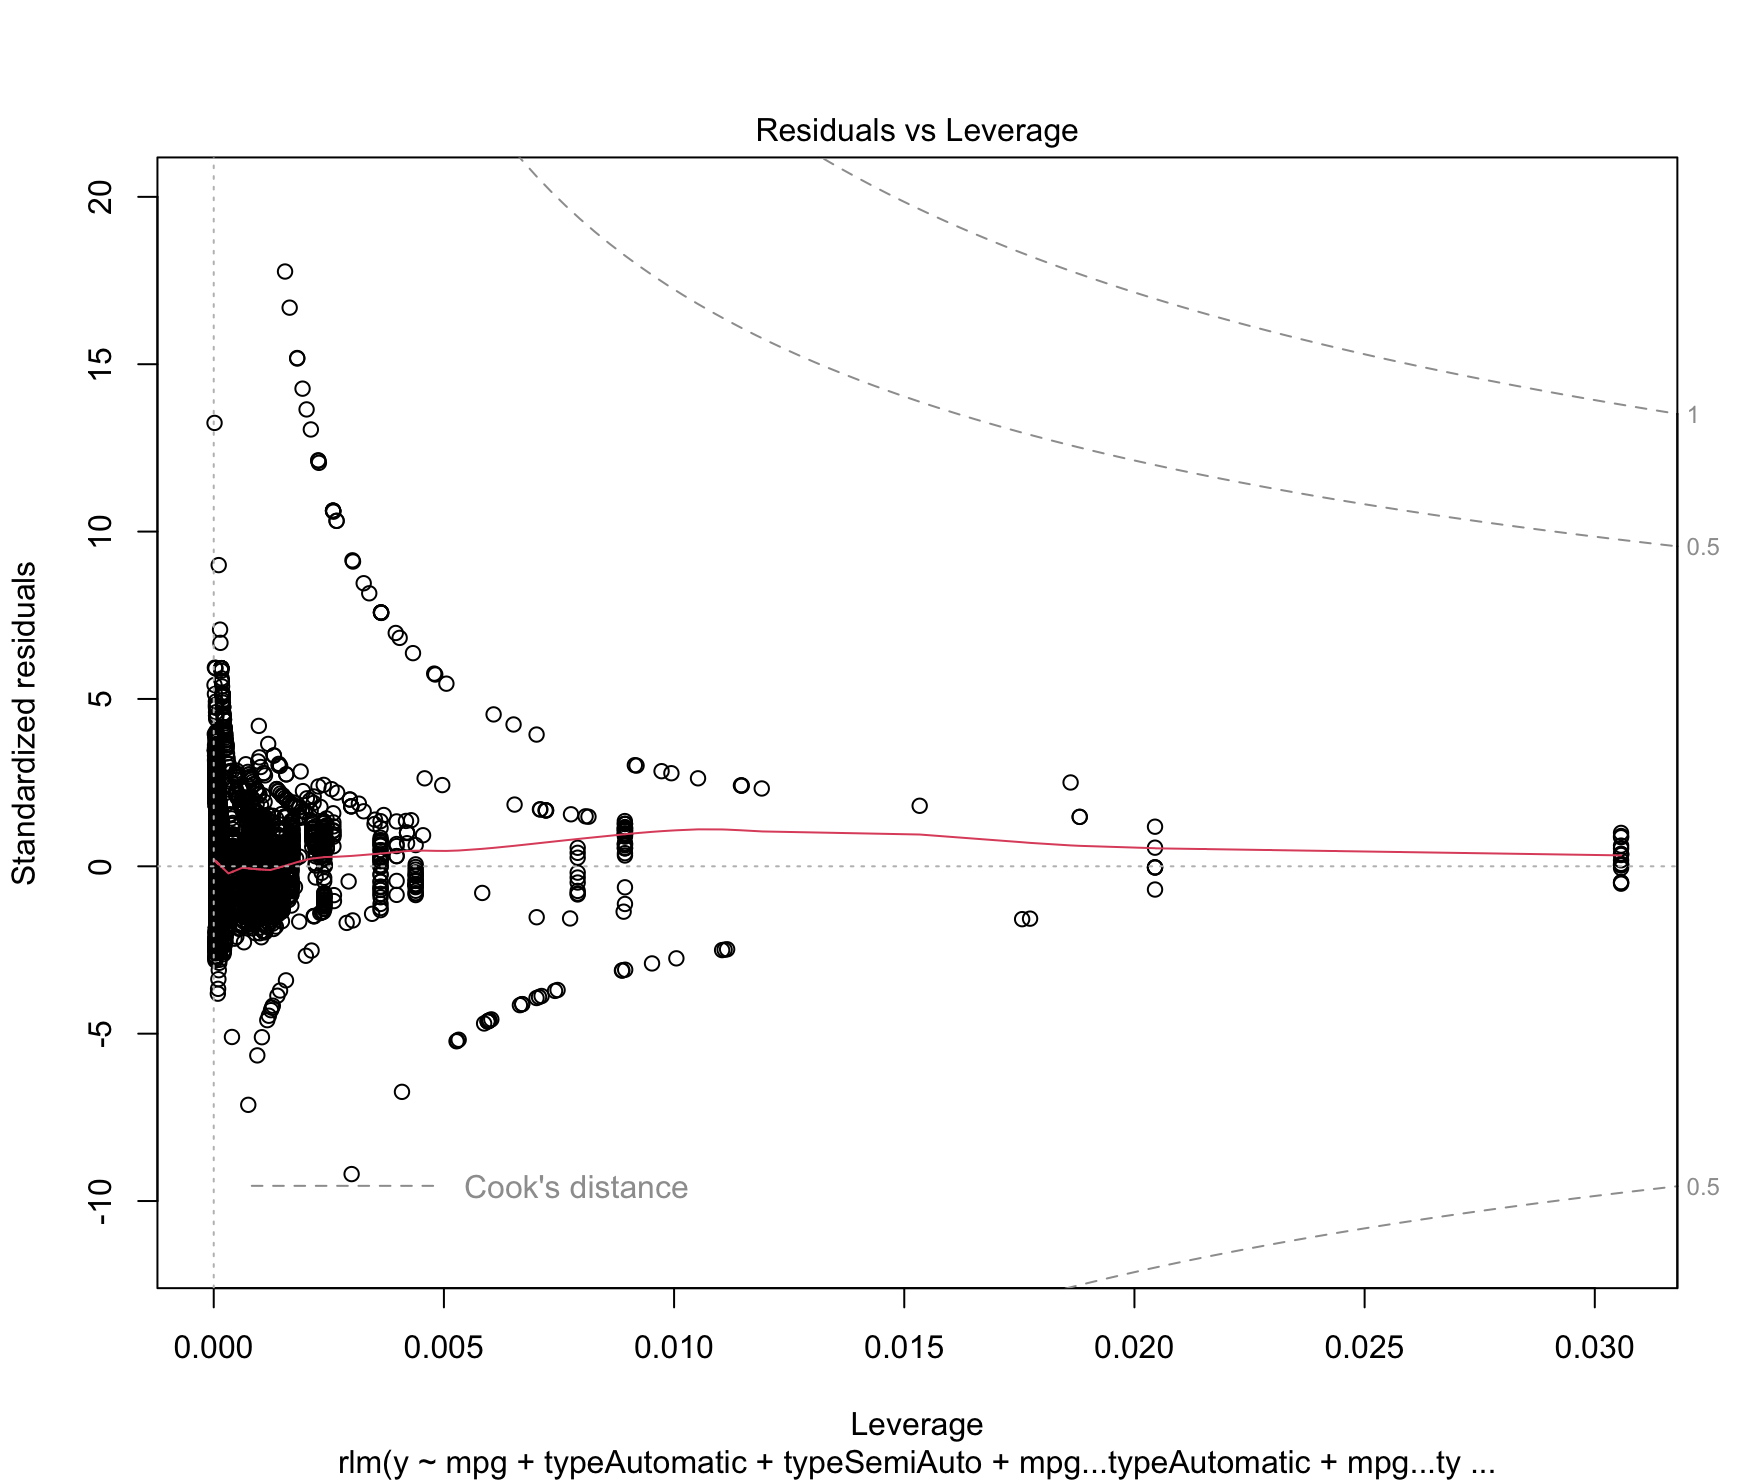 Residuals vs Leverage
20
15
10
5
0
-5
-10
Standardized residuals
1
0.5
0.5
Cook's distance
0.000 0.005 0.010 0.015 0.020 0.025 0.030
Leverage
rlm(y ~ mpg + typeAutomatic + typeSemiAuto + mpg...typeAutomatic + mpg...ty ...